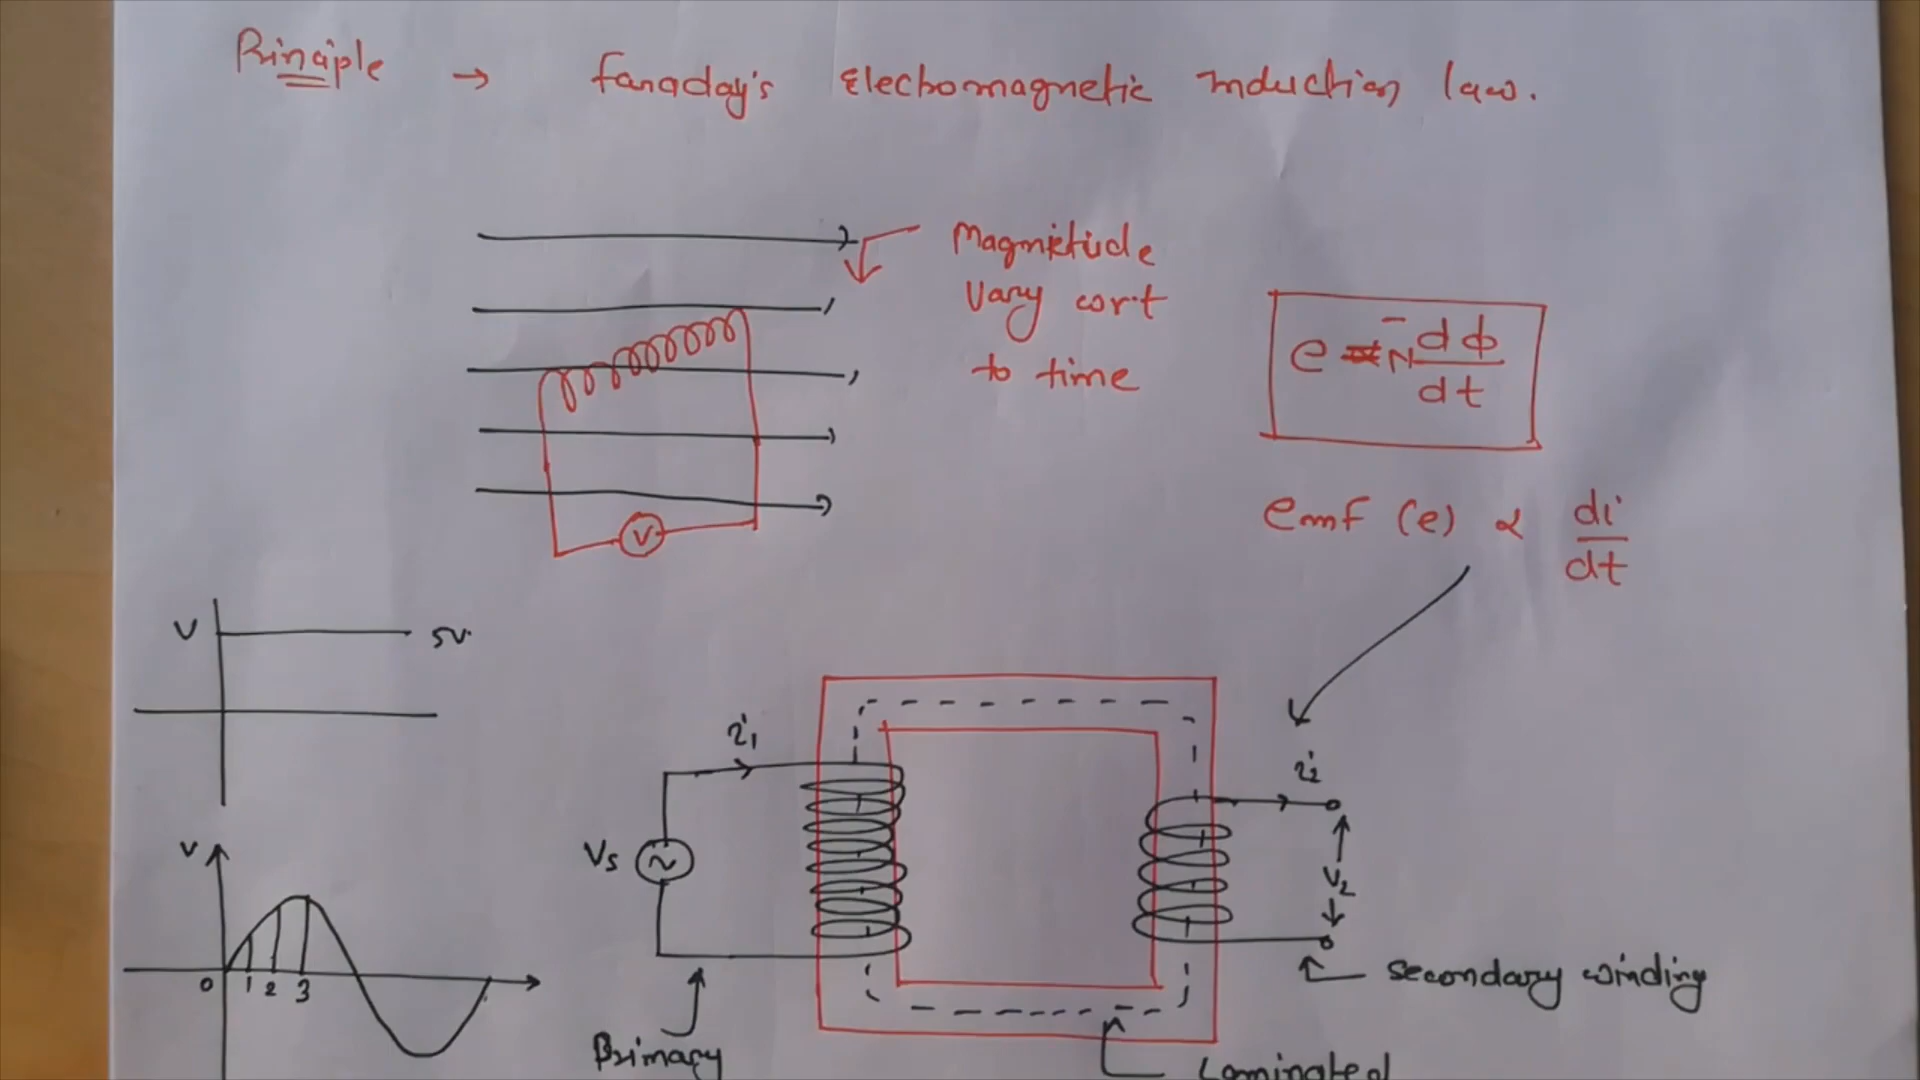 Prinaple → faraday's Electromagnetic Induction law.
Magnitude
Vary w.r.t
to time
e = -N dφ/dt
emf (e) ∝ di/dt
V 5V.
V
0 1 2 3
i1
Vs
i2
V2
secondary winding
Primary
Laminated